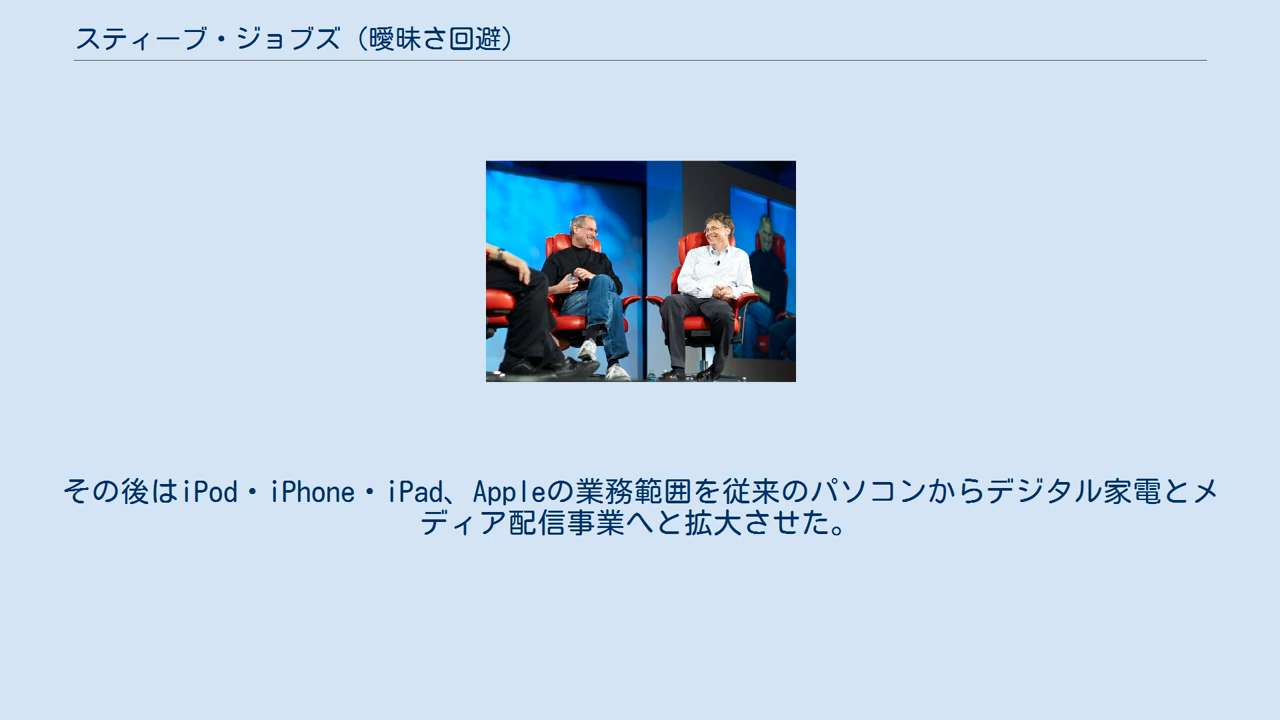 スティーブ・ジョブズ（曖昧さ回避）
その後はiPod・iPhone・iPad、Appleの業務範囲を従来のパソコンからデジタル家電とメ
ディア配信事業へと拡大させた。